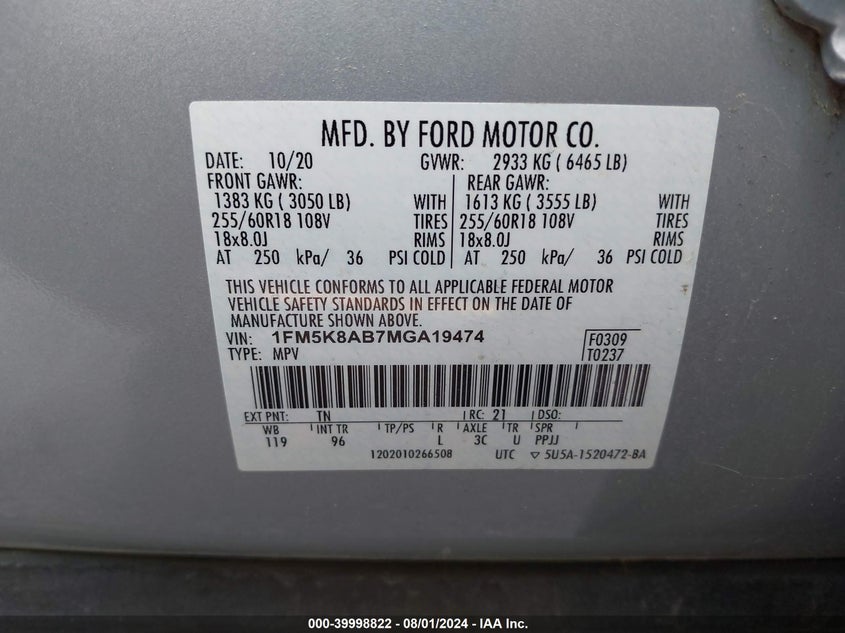 MFD. BY FORD MOTOR CO.
DATE: 10/20 GVWR: 2933 KG ( 6465 LB)
FRONT GAWR: REAR GAWR:
1383 KG ( 3050 LB) WITH 1613 KG ( 3555 LB) WITH
255/60R18 108V TIRES 255/60R18 108V TIRES
18x8.0J RIMS 18x8.0J RIMS
AT 250 kPa/ 36 PSI COLD AT 250 kPa/ 36 PSI COLD
THIS VEHICLE CONFORMS TO ALL APPLICABLE FEDERAL MOTOR
VEHICLE SAFETY STANDARDS IN EFFECT ON THE DATE OF
MANUFACTURE SHOWN ABOVE.
VIN: 1FM5K8AB7MGA19474 F0309
TYPE: MPV T0237
EXT PNT: TN RC: 21 DSO:
WB INT TR TP/PS R AXLE TR SPR
119 96 L 3C U PPJJ
1202010266508 UTC ▽ 5U5A-1520472-BA
000-39998822 - 08/01/2024 - IAA Inc.